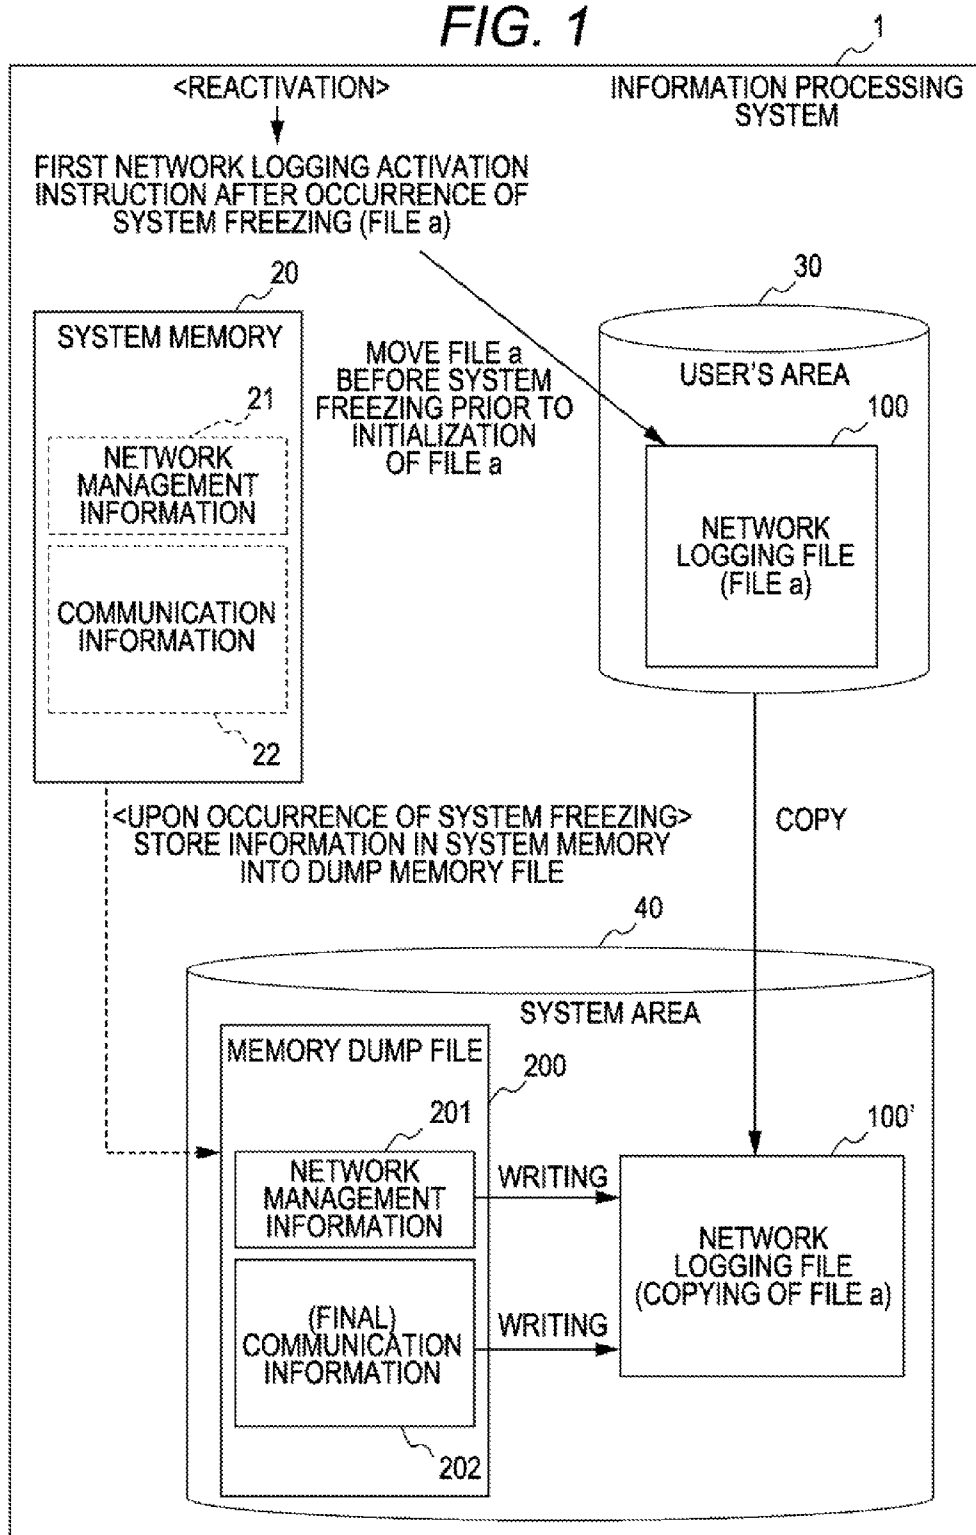 FIG. 1
1
<REACTIVATION>
INFORMATION PROCESSING
SYSTEM
FIRST NETWORK LOGGING ACTIVATION
INSTRUCTION AFTER OCCURRENCE OF
SYSTEM FREEZING (FILE a)
20
SYSTEM MEMORY
21
NETWORK
MANAGEMENT
INFORMATION
COMMUNICATION
INFORMATION
22
MOVE FILE a
BEFORE SYSTEM
FREEZING PRIOR TO
INITIALIZATION
OF FILE a
30
USER'S AREA
100
NETWORK
LOGGING FILE
(FILE a)
<UPON OCCURRENCE OF SYSTEM FREEZING>
STORE INFORMATION IN SYSTEM MEMORY
INTO DUMP MEMORY FILE
COPY
40
SYSTEM AREA
MEMORY DUMP FILE
200
201
NETWORK
MANAGEMENT
INFORMATION
WRITING
(FINAL)
COMMUNICATION
INFORMATION
WRITING
202
100'
NETWORK
LOGGING FILE
(COPYING OF FILE a)